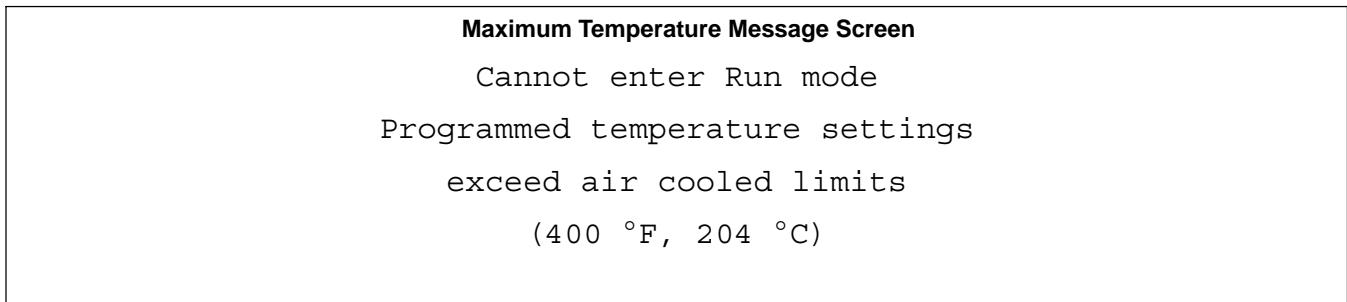 Maximum Temperature Message Screen
Cannot enter Run mode
Programmed temperature settings
exceed air cooled limits
(400 °F, 204 °C)